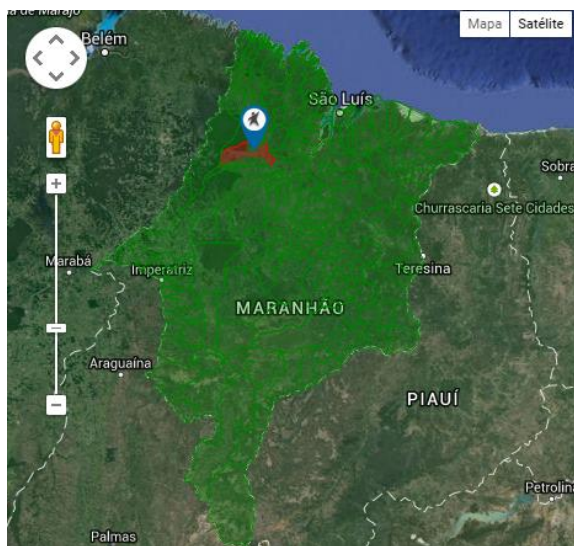 a de Marajó
Mapa
Satélite
Belém
São Luís
Sobra
Churrascaria Sete Cidades
Marabá
Imperatriz
Teresina
MARANHÃO
Araguaína
PIAUÍ
Petrolina
Palmas